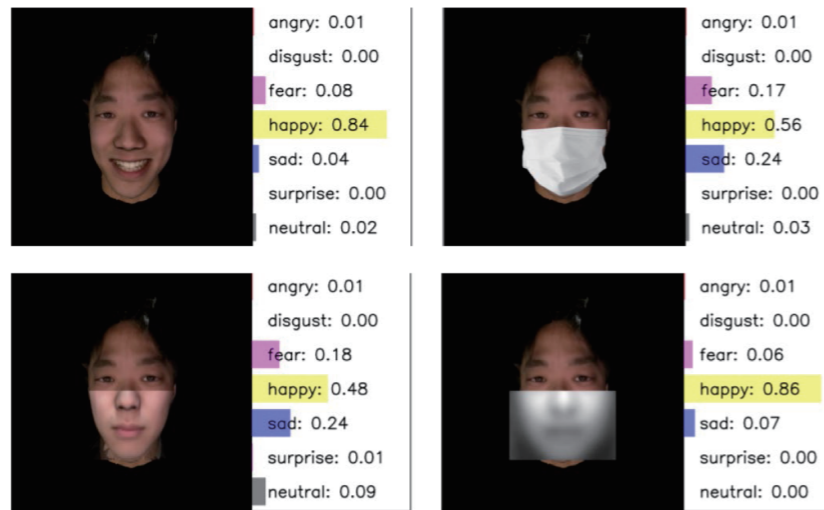 angry: 0.01
disgust: 0.00
fear: 0.08
happy: 0.84
sad: 0.04
surprise: 0.00
neutral: 0.02
angry: 0.01
disgust: 0.00
fear: 0.17
happy: 0.56
sad: 0.24
surprise: 0.00
neutral: 0.03
angry: 0.01
disgust: 0.00
fear: 0.18
happy: 0.48
sad: 0.24
surprise: 0.01
neutral: 0.09
angry: 0.01
disgust: 0.00
fear: 0.06
happy: 0.86
sad: 0.07
surprise: 0.00
neutral: 0.00